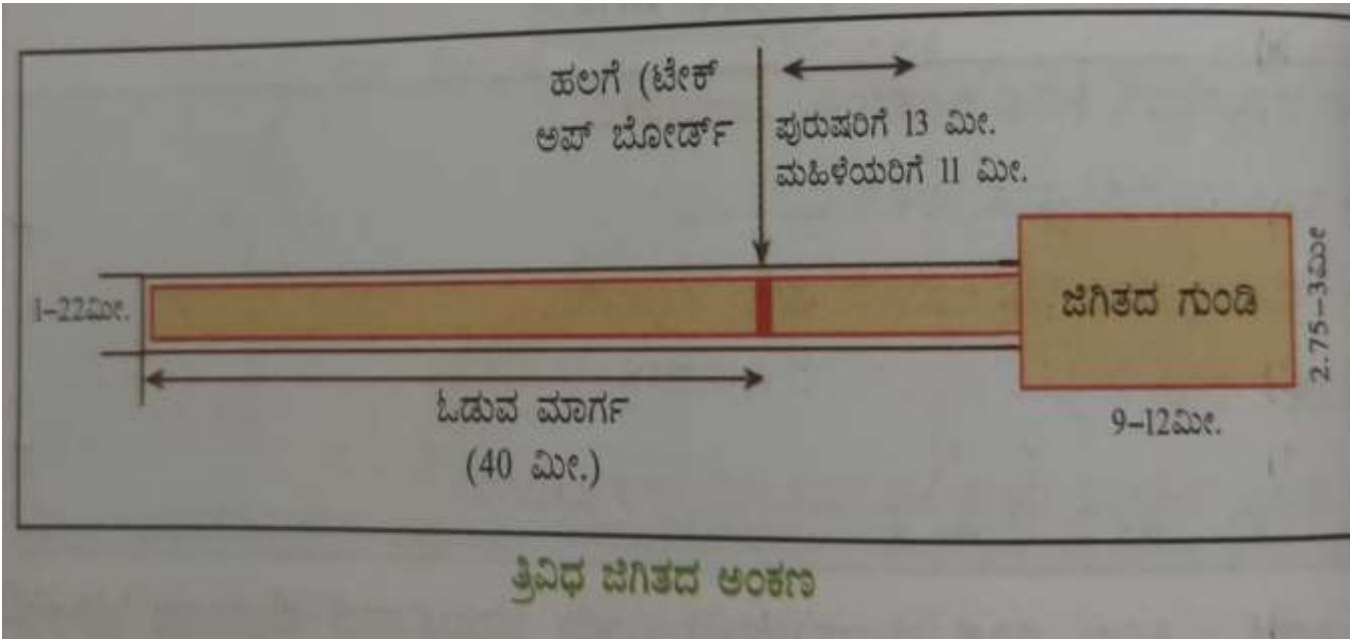 ಹಲಗೆ (ಟೇಕ್
ಅಪ್ ಬೋರ್ಡ್
ಪುರುಷರಿಗೆ 13 ಮೀ.
ಮಹಿಳೆಯರಿಗೆ 11 ಮೀ.
1–22ಮೀ.
ಜಿಗಿತದ ಗುಂಡಿ
2.75–3ಮೀ
ಓಡುವ ಮಾರ್ಗ
(40 ಮೀ.)
9–12ಮೀ.
ತ್ರಿವಿಧ ಜಿಗಿತದ ಅಂಕಣ